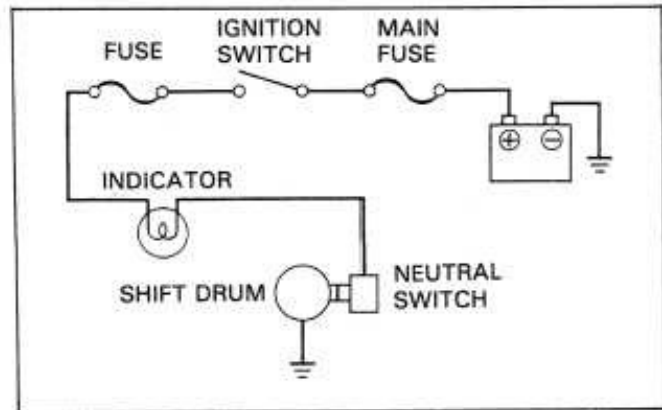 FUSE
IGNITION
SWITCH
MAIN
FUSE
+ −
INDiCATOR
SHIFT DRUM
NEUTRAL
SWITCH